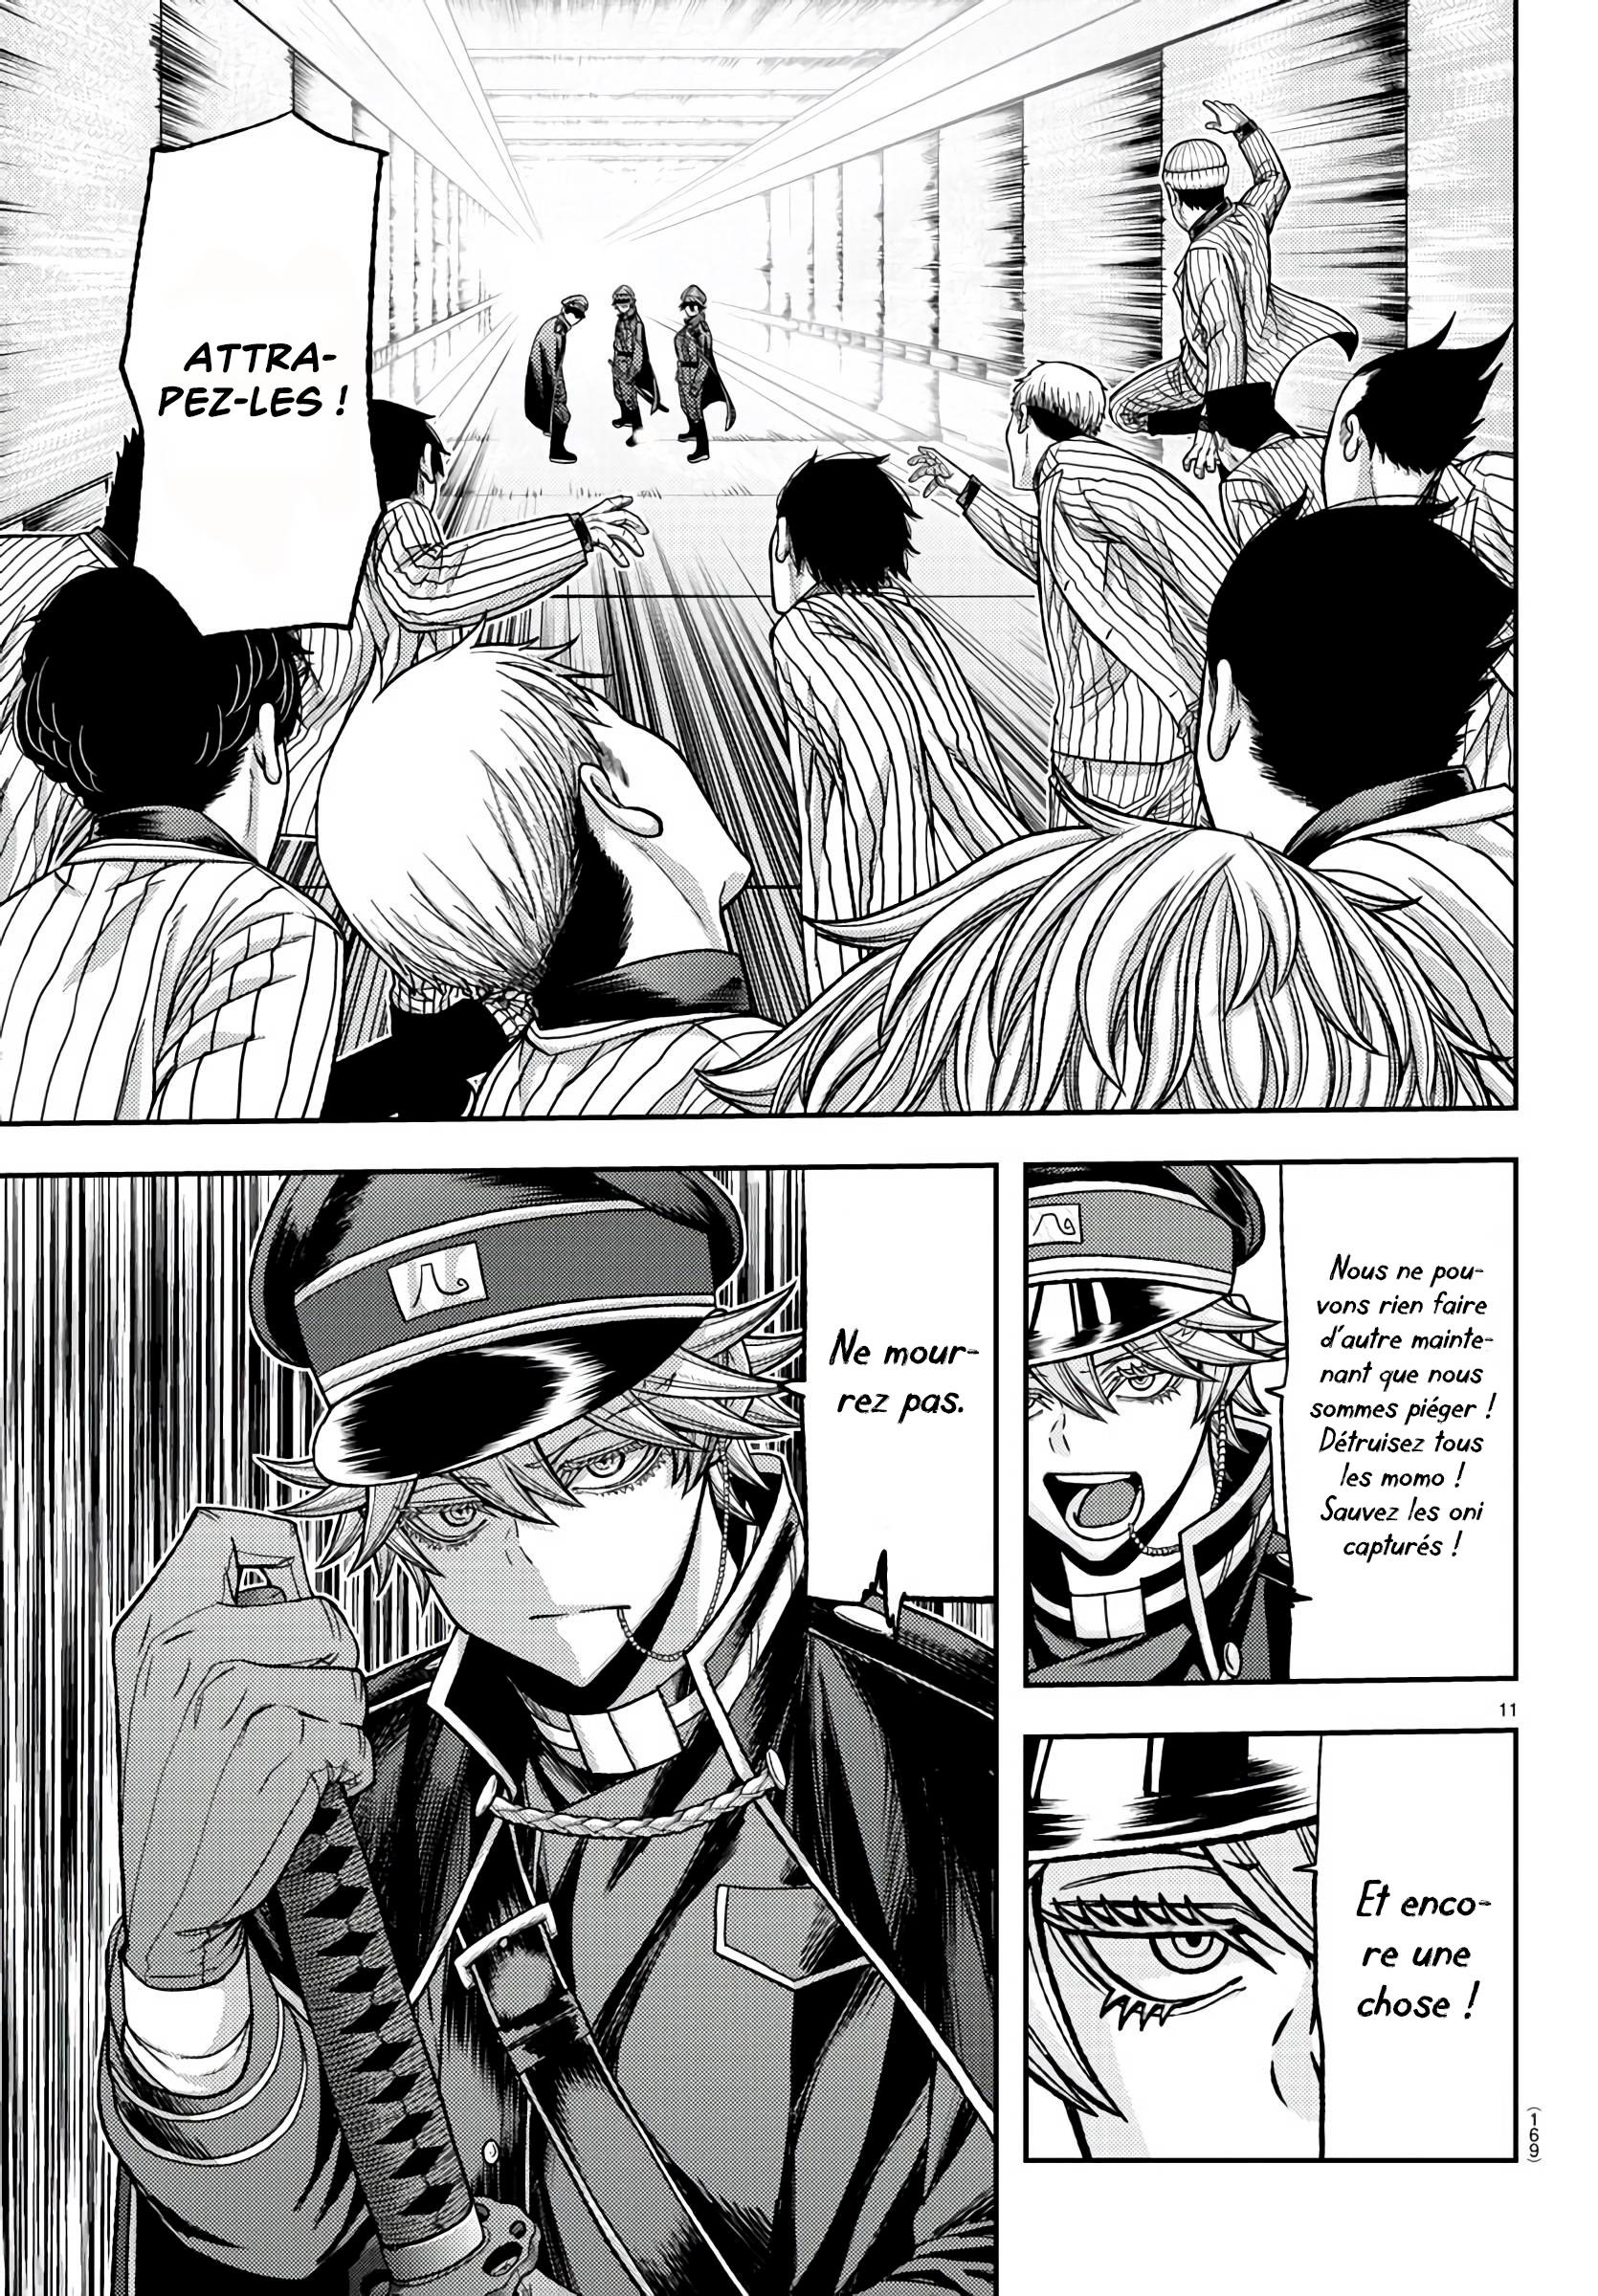 ATTRA-
PEZ-LES !
Nous ne pou-
vons rien faire
d'autre mainte-
nant que nous
sommes piéger !
Détruisez tous
les momo !
Sauvez les oni
capturés !
11
Et enco-
re une
chose !
Ne mour-
rez pas.
(169)